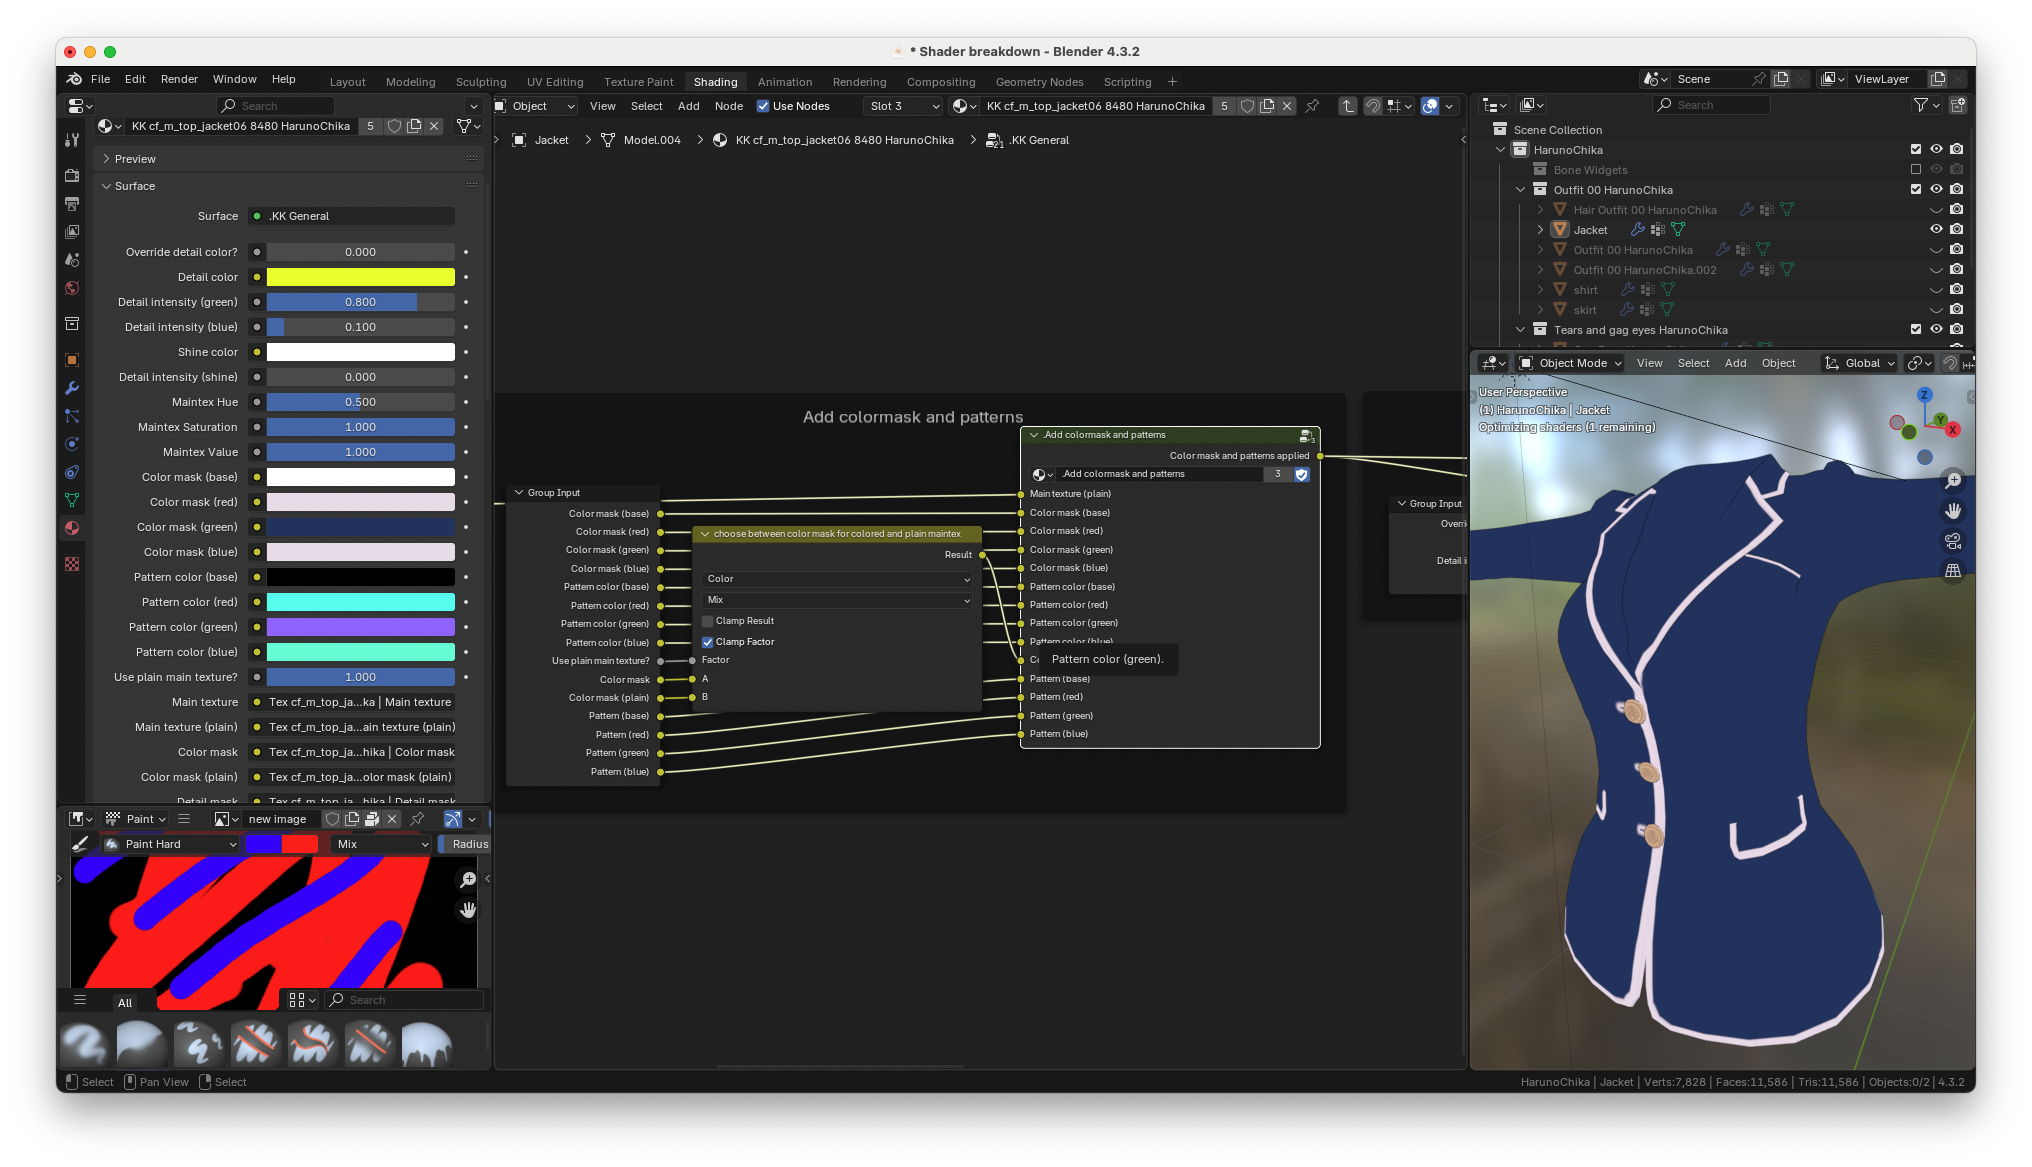 * Shader breakdown - Blender 4.3.2
File Edit Render Window Help
Layout Modeling Sculpting UV Editing Texture Paint Shading Animation Rendering Compositing Geometry Nodes Scripting +
Scene
ViewLayer
Search
KK cf_m_top_jacket06 8480 HarunoChika 5
Preview
Surface
Surface .KK General
Override detail color? 0.000
Detail color
Detail intensity (green) 0.800
Detail intensity (blue) 0.100
Shine color
Detail intensity (shine) 0.000
Maintex Hue 0.500
Maintex Saturation 1.000
Maintex Value 1.000
Color mask (base)
Color mask (red)
Color mask (green)
Color mask (blue)
Pattern color (base)
Pattern color (red)
Pattern color (green)
Pattern color (blue)
Use plain main texture? 1.000
Main texture Tex cf_m_top_ja...ka | Main texture
Main texture (plain) Tex cf_m_top_ja...ain texture (plain)
Color mask Tex cf_m_top_ja...hika | Color mask
Color mask (plain) Tex cf_m_top_ja...olor mask (plain)
Detail mask Tex cf_m_top_ja...hika | Detail mask
Paint new image
Paint Hard Mix Radius
All Search
Object View Select Add Node Use Nodes Slot 3 KK cf_m_top_jacket06 8480 HarunoChika 5
Jacket Model.004 KK cf_m_top_jacket06 8480 HarunoChika .KK General
Add colormask and patterns
Group Input
Color mask (base)
Color mask (red)
Color mask (green)
Color mask (blue)
Pattern color (base)
Pattern color (red)
Pattern color (green)
Pattern color (blue)
Use plain main texture?
Color mask
Color mask (plain)
Pattern (base)
Pattern (red)
Pattern (green)
Pattern (blue)
choose between color mask for colored and plain maintex
Result
Color
Mix
Clamp Result
Clamp Factor
Factor
A
B
.Add colormask and patterns
Color mask and patterns applied
.Add colormask and patterns 3
Main texture (plain)
Color mask (base)
Color mask (red)
Color mask (green)
Color mask (blue)
Pattern color (base)
Pattern color (red)
Pattern color (green)
Pattern color (blue)
Pattern color (green).
Pattern (base)
Pattern (red)
Pattern (green)
Pattern (blue)
Group Input
Search
Scene Collection
HarunoChika
Bone Widgets
Outfit 00 HarunoChika
Hair Outfit 00 HarunoChika
Jacket
Outfit 00 HarunoChika
Outfit 00 HarunoChika.002
shirt
skirt
Tears and gag eyes HarunoChika
Object Mode View Select Add Object Global
User Perspective
(1) HarunoChika | Jacket
Optimizing shaders (1 remaining)
Z
Y
X
Select Pan View Select
HarunoChika | Jacket | Verts:7,828 | Faces:11,586 | Tris:11,586 | Objects:0/2 | 4.3.2